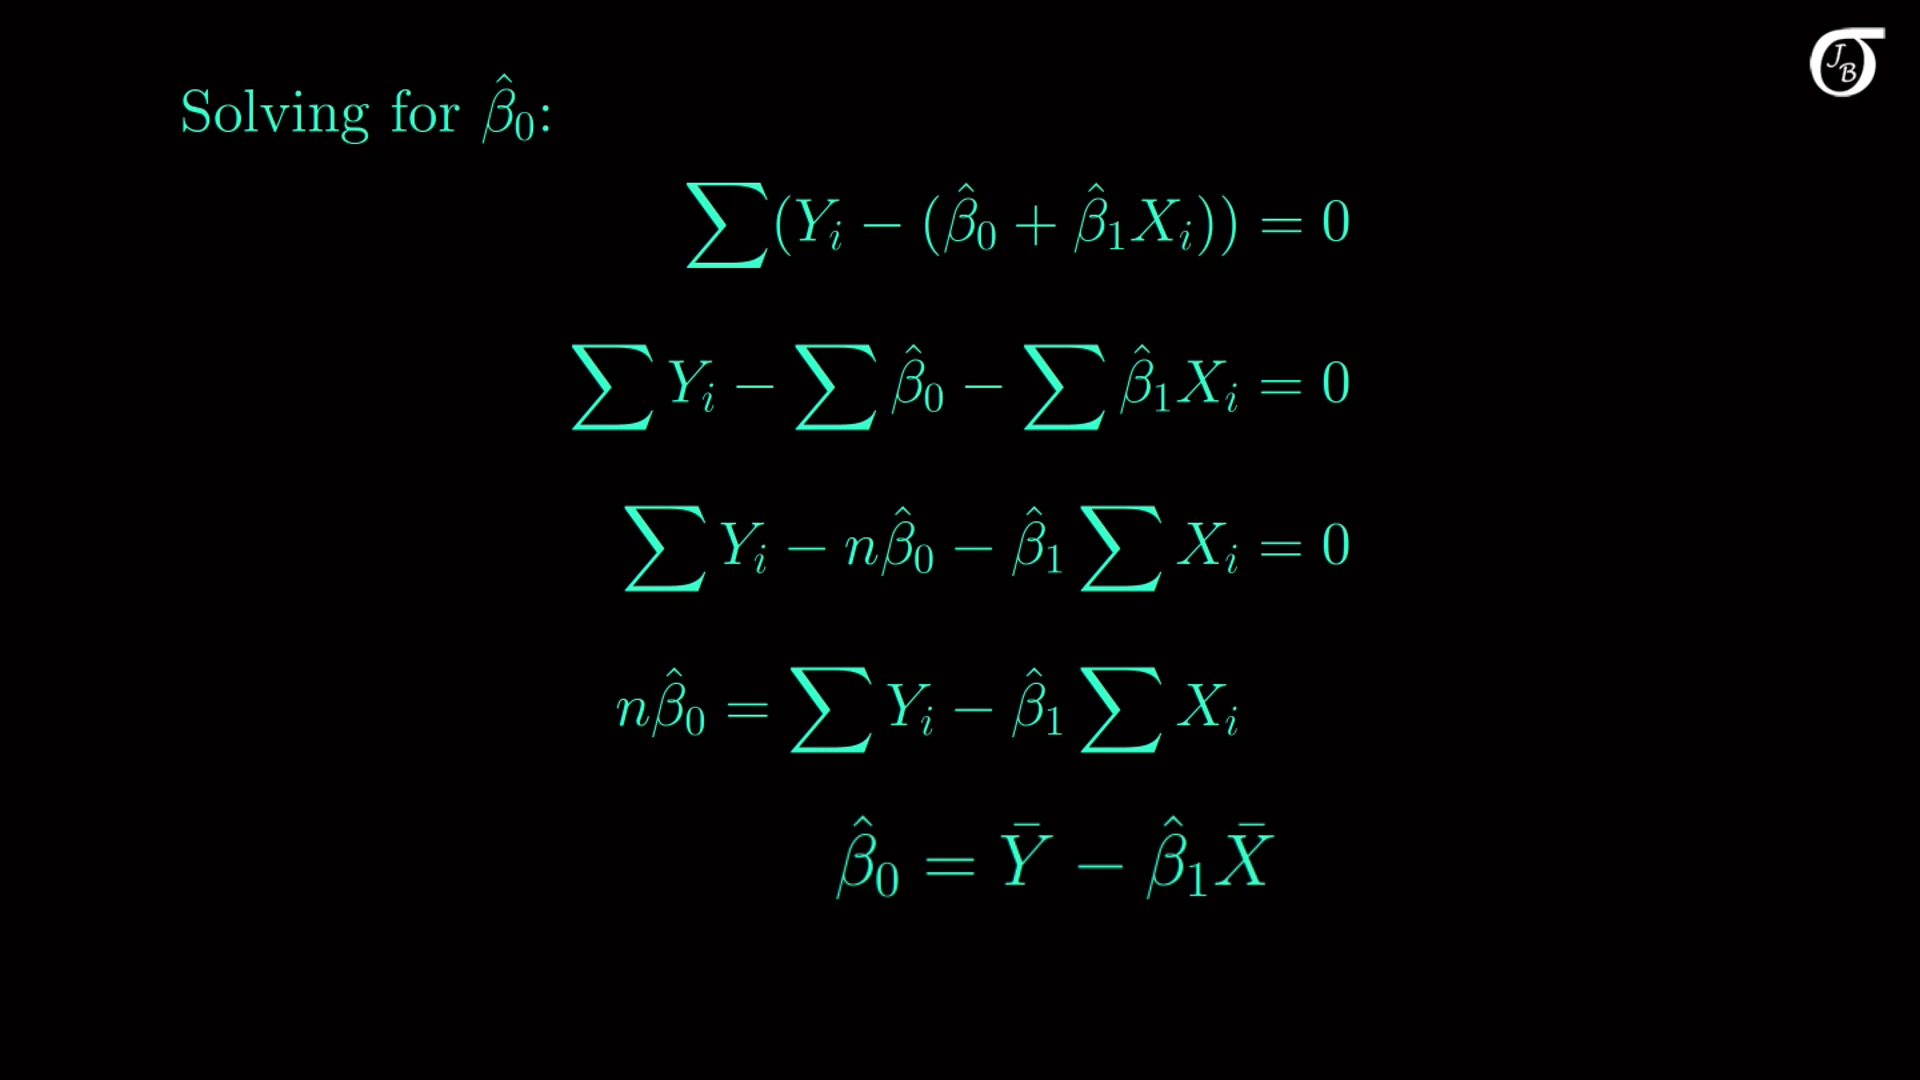 JB
Solving for β̂₀:
∑(Yᵢ − (β̂₀ + β̂₁Xᵢ)) = 0
∑Yᵢ − ∑β̂₀ − ∑β̂₁Xᵢ = 0
∑Yᵢ − nβ̂₀ − β̂₁∑Xᵢ = 0
nβ̂₀ = ∑Yᵢ − β̂₁∑Xᵢ
β̂₀ = Ȳ − β̂₁X̄